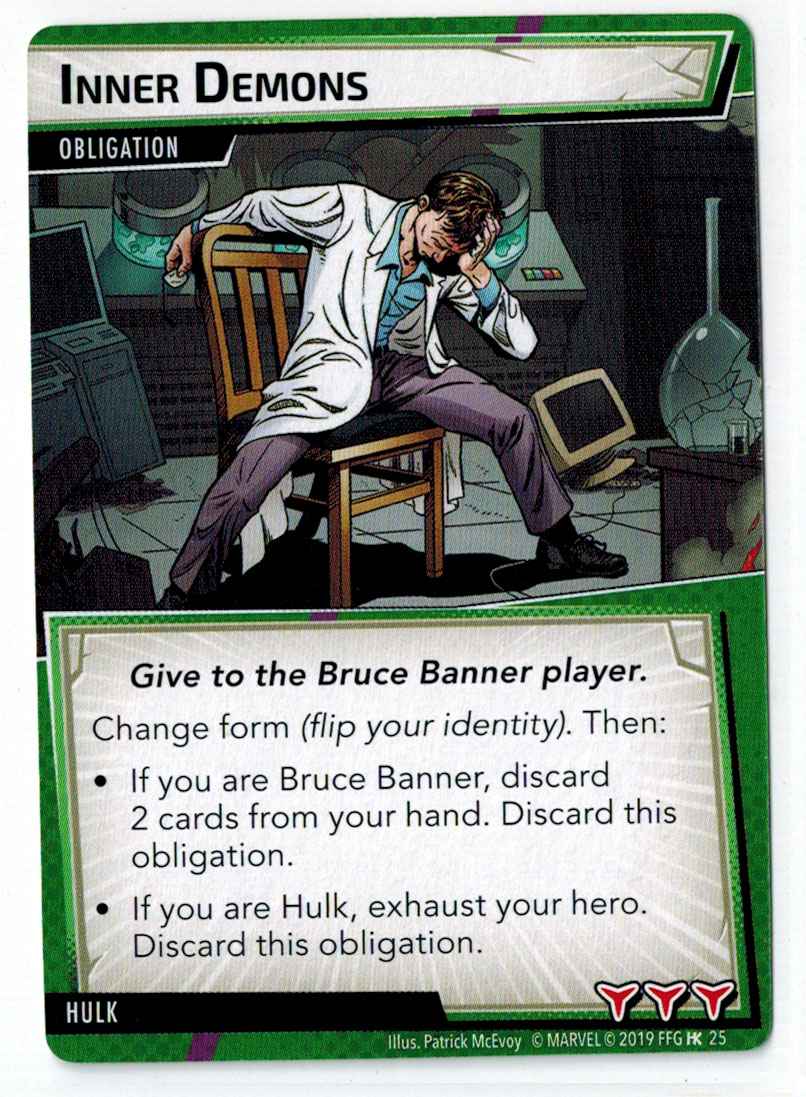 INNER DEMONS
OBLIGATION
Give to the Bruce Banner player.
Change form (flip your identity). Then:
• If you are Bruce Banner, discard
2 cards from your hand. Discard this
obligation.
• If you are Hulk, exhaust your hero.
Discard this obligation.
HULK
Illus. Patrick McEvoy © MARVEL © 2019 FFG HK 25